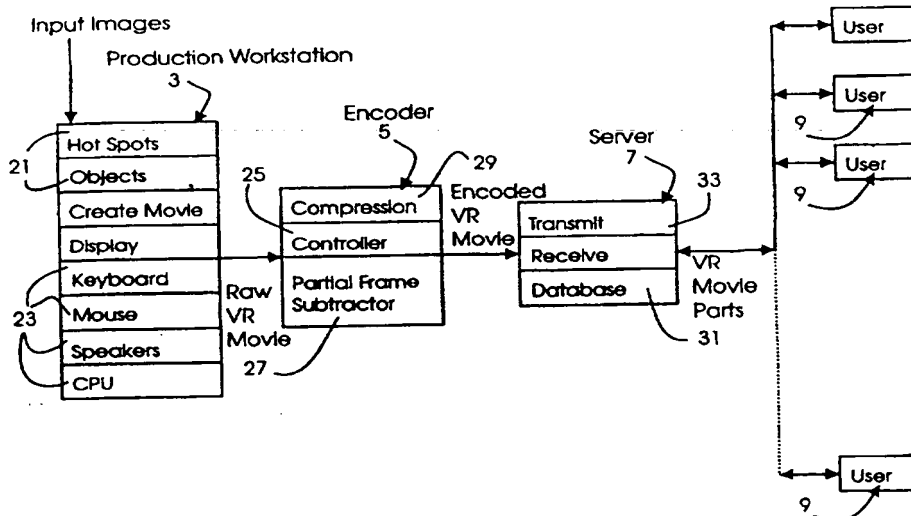 Input Images
Production Workstation
3
Hot Spots
21
Objects
Create Movie
Display
Keyboard
23
Mouse
Speakers
CPU
Raw
VR
Movie
Encoder
5
29
25
Compression
Controller
Partial Frame
Subtractor
27
Encoded
VR
Movie
Server
7
33
Transmit
Receive
Database
31
VR
Movie
Parts
User
User
9
User
9
User
9